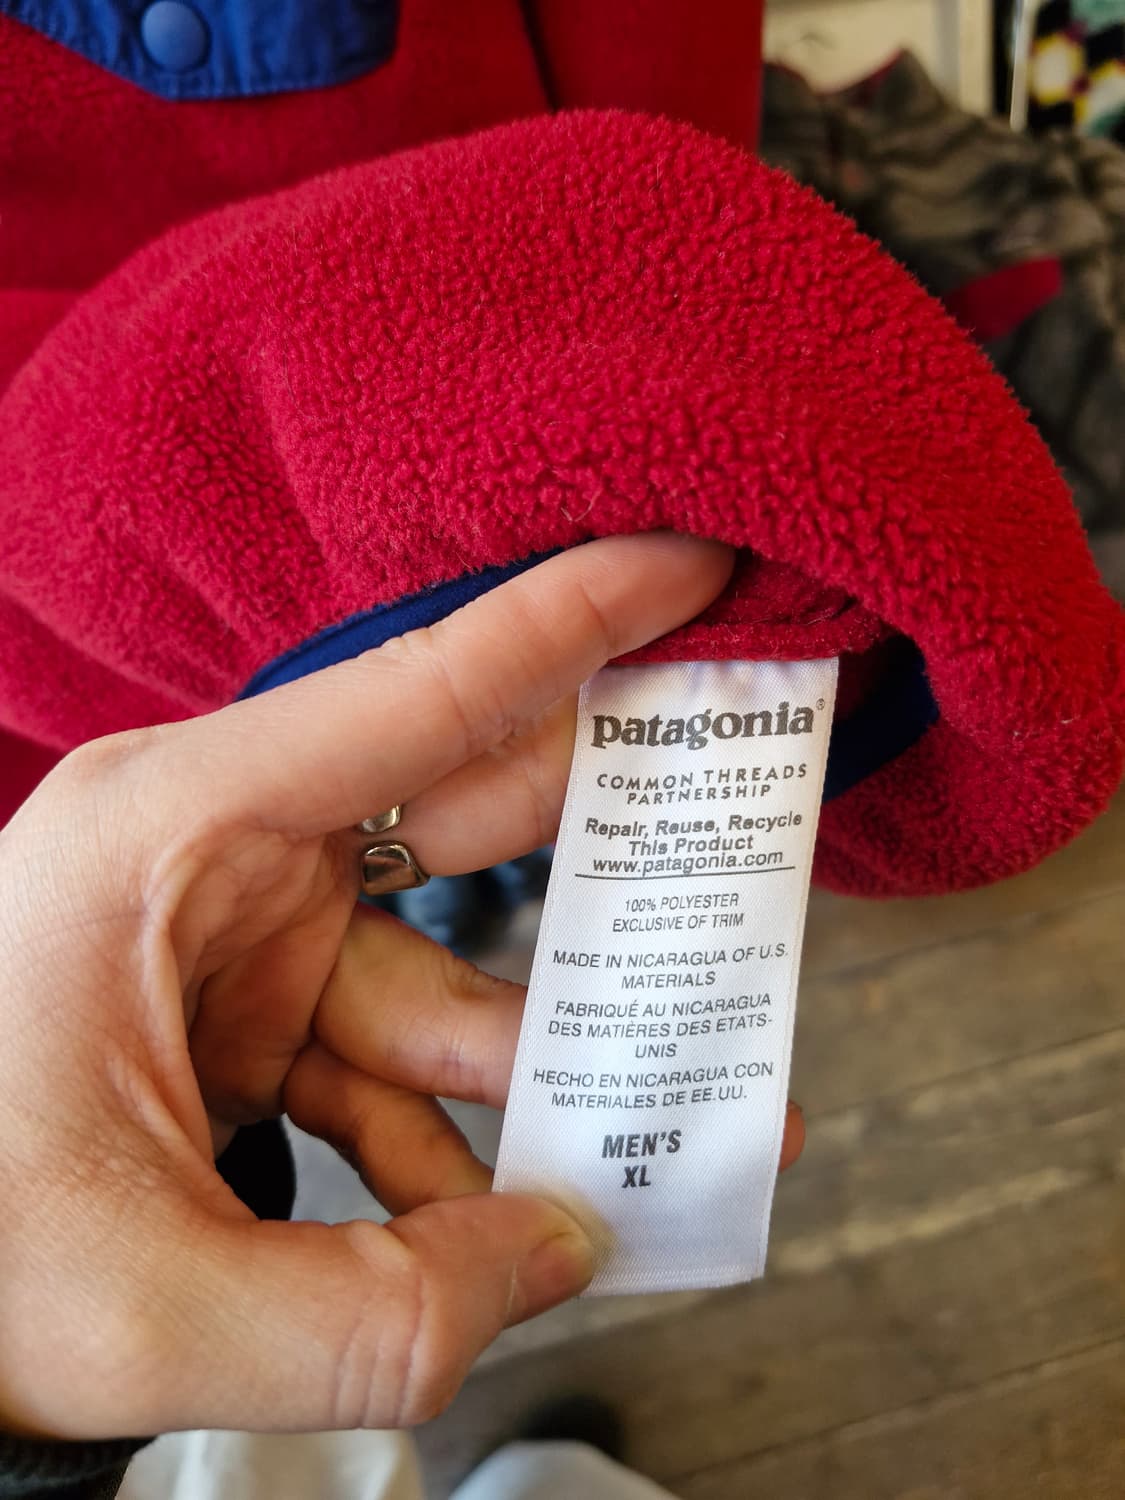 patagonia®
COMMON THREADS
PARTNERSHIP
Repair, Reuse, Recycle
This Product
www.patagonia.com
100% POLYESTER
EXCLUSIVE OF TRIM
MADE IN NICARAGUA OF U.S.
MATERIALS
FABRIQUÉ AU NICARAGUA
DES MATIÈRES DES ETATS-
UNIS
HECHO EN NICARAGUA CON
MATERIALES DE EE.UU.
MEN'S
XL